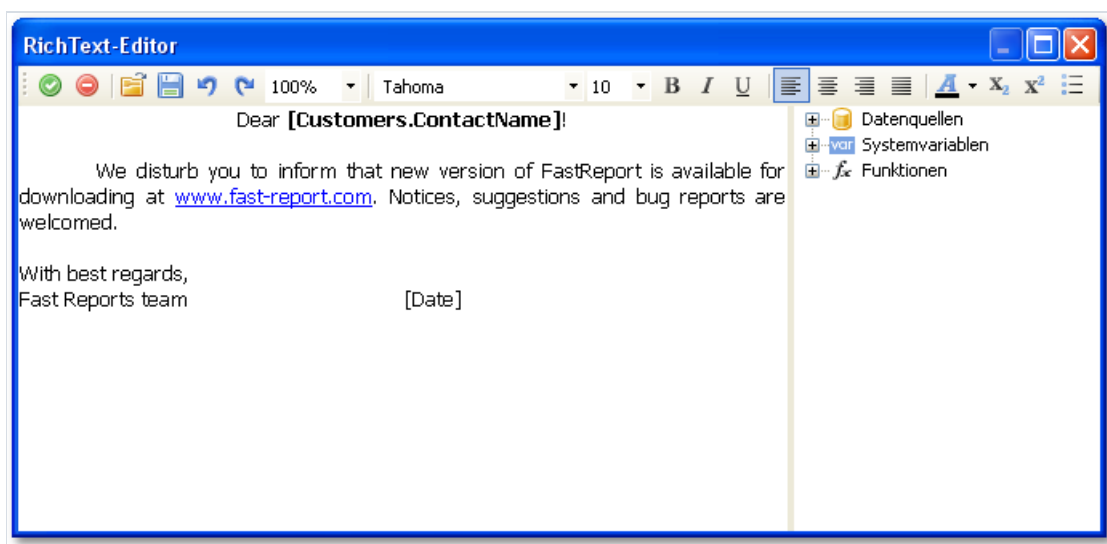 RichText-Editor
100% Tahoma 10 B I U A X₂ x²
Dear [Customers.ContactName]!
We disturb you to inform that new version of FastReport is available for
downloading at www.fast-report.com. Notices, suggestions and bug reports are
welcomed.
With best regards,
Fast Reports team [Date]
Datenquellen
var Systemvariablen
fx Funktionen